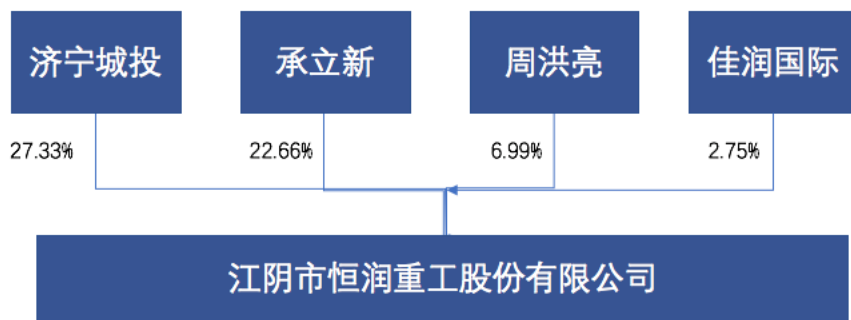 济宁城投
承立新
周洪亮
佳润国际
27.33%
22.66%
6.99%
2.75%
江阴市恒润重工股份有限公司